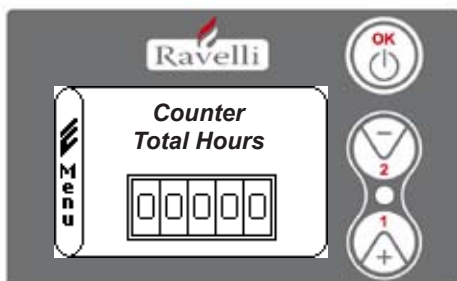 Ravelli
OK
Counter
Total Hours
Menu
00000
−
2
1
+